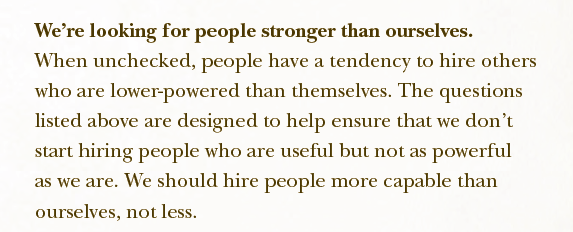 We're looking for people stronger than ourselves.
When unchecked, people have a tendency to hire others
who are lower-powered than themselves. The questions
listed above are designed to help ensure that we don't
start hiring people who are useful but not as powerful
as we are. We should hire people more capable than
ourselves, not less.